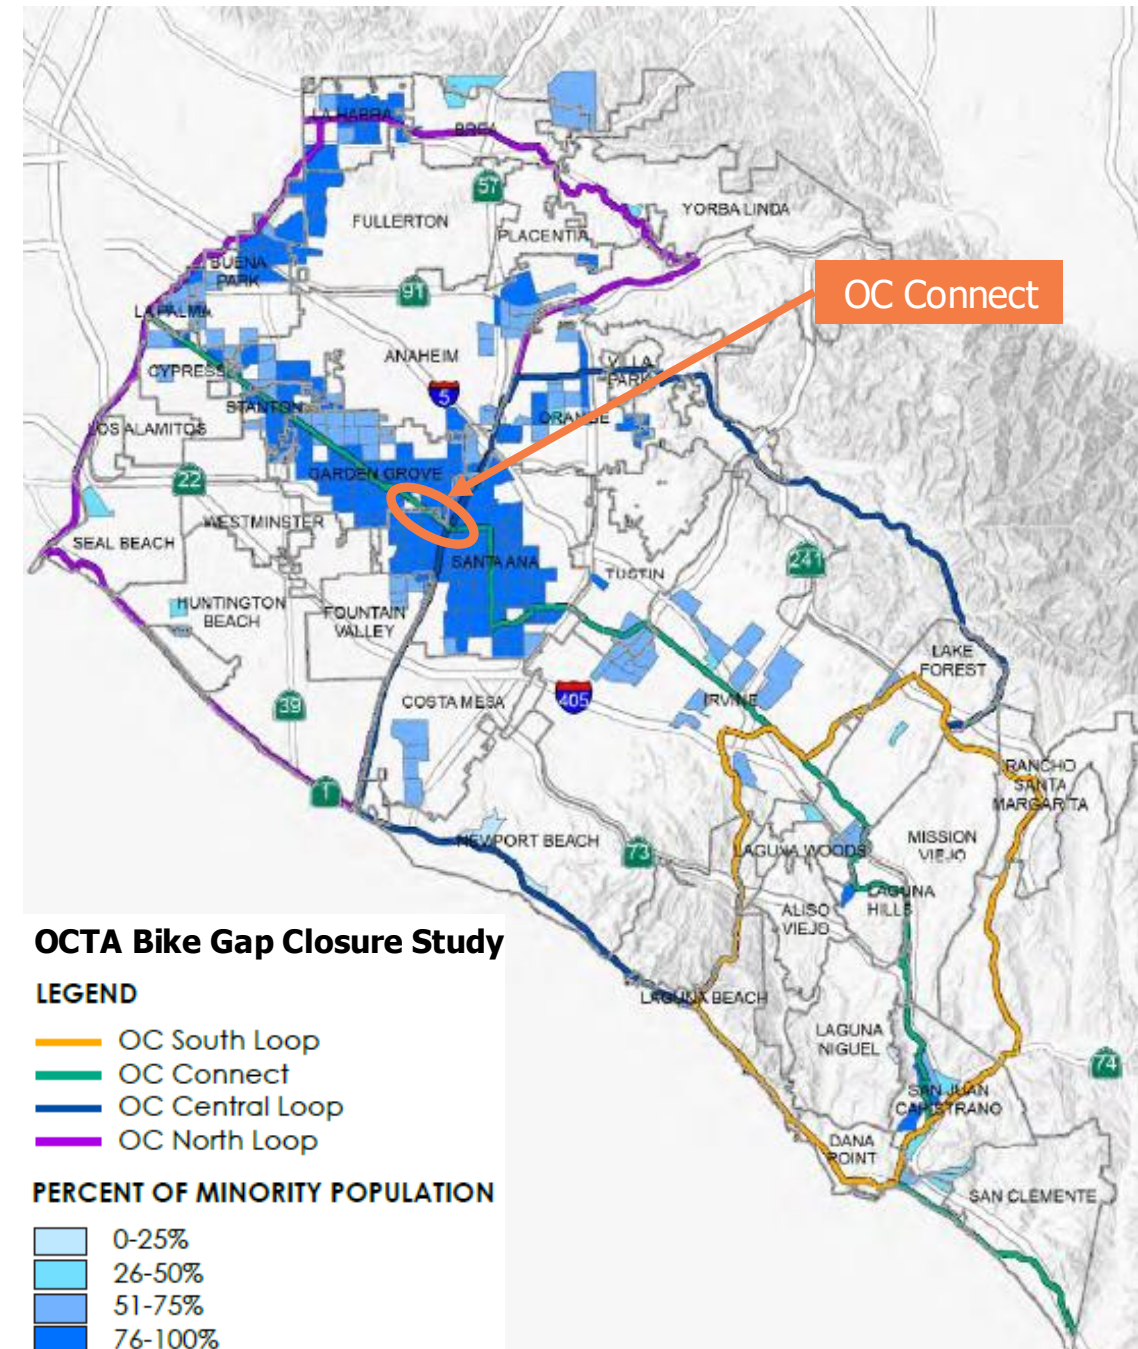 LA HABRA
BREA
57
YORBA LINDA
FULLERTON
PLACENTIA
BUENA
PARK
OC Connect
91
LA PALMA
ANAHEIM
VILLA
PARK
CYPRESS
5
STANTON
ORANGE
LOS ALAMITOS
GARDEN GROVE
22
WESTMINSTER
SEAL BEACH
SANTA ANA
241
TUSTIN
HUNTINGTON
BEACH
FOUNTAIN
VALLEY
LAKE
FOREST
COSTA MESA
405
IRVINE
39
RANCHO
SANTA
MARGARITA
1
NEWPORT BEACH
73
LAGUNA WOODS
MISSION
VIEJO
LAGUNA
HILLS
ALISO
VIEJO
LAGUNA BEACH
LAGUNA
NIGUEL
74
SAN JUAN
CAPISTRANO
DANA
POINT
SAN CLEMENTE
OCTA Bike Gap Closure Study
LEGEND
OC South Loop
OC Connect
OC Central Loop
OC North Loop
PERCENT OF MINORITY POPULATION
0-25%
26-50%
51-75%
76-100%